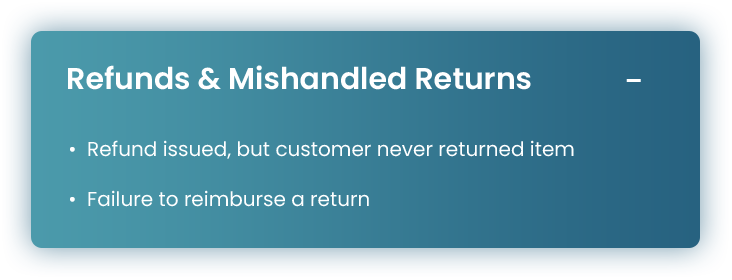 Refunds & Mishandled Returns –
• Refund issued, but customer never returned item
• Failure to reimburse a return